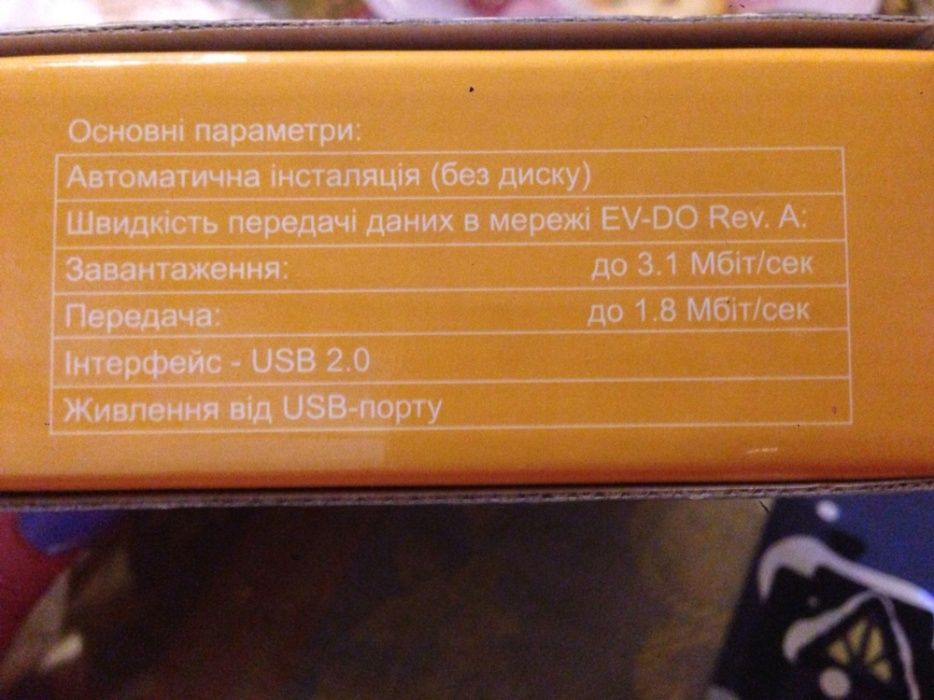 Основні параметри:
Автоматична інсталяція (без диску)
Швидкість передачі даних в мережі EV-DO Rev. A:
Завантаження: до 3.1 Мбіт/сек
Передача: до 1.8 Мбіт/сек
Інтерфейс - USB 2.0
Живлення від USB-порту